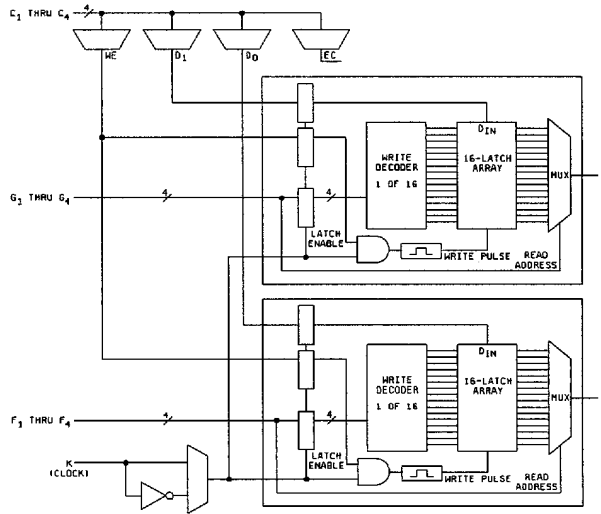 C1 THRU C4
4
WE
D1
D0
EC
DIN
WRITE
DECODER
1 OF 16
16-LATCH
ARRAY
MUX
G1 THRU G4
4
4
LATCH
ENABLE
WRITE PULSE
READ
ADDRESS
DIN
WRITE
DECODER
1 OF 16
16-LATCH
ARRAY
MUX
F1 THRU F4
4
4
LATCH
ENABLE
WRITE PULSE
READ
ADDRESS
K
(CLOCK)